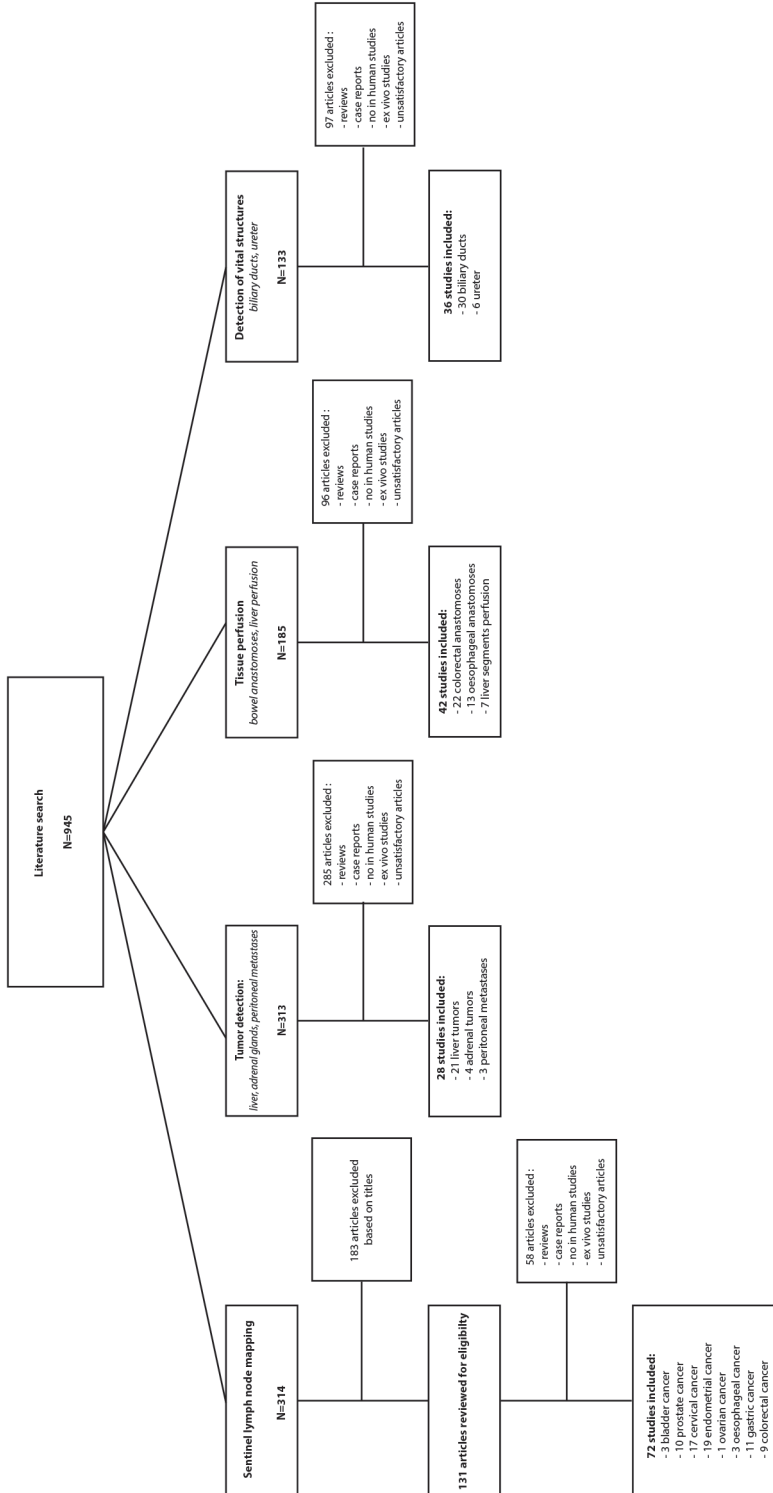 Literature search
N=945
Sentinel lymph node mapping
N=314
183 articles excluded
based on titles
131 articles reviewed for eligibilty
58 articles excluded :
- reviews
- case reports
- no in human studies
- ex vivo studies
- unsatisfactory articles
72 studies included:
- 3 bladder cancer
- 10 prostate cancer
- 17 cervical cancer
- 19 endometrial cancer
- 1 ovarian cancer
- 3 oesophageal cancer
- 11 gastric cancer
- 9 colorectal cancer
Tumor detection:
liver, adrenal glands, peritoneal metastases
N=313
285 articles excluded :
- reviews
- case reports
- no in human studies
- ex vivo studies
- unsatisfactory articles
28 studies included:
- 21 liver tumors
- 4 adrenal tumors
- 3 peritoneal metastases
Tissue perfusion
bowel anastomoses, liver perfusion
N=185
96 articles excluded :
- reviews
- case reports
- no in human studies
- ex vivo studies
- unsatisfactory articles
42 studies included:
- 22 colorectal anastomoses
- 13 oesophageal anastomoses
- 7 liver segments perfusion
Detection of vital structures
biliary ducts, ureter
N=133
97 articles excluded :
- reviews
- case reports
- no in human studies
- ex vivo studies
- unsatisfactory articles
36 studies included:
- 30 biliary ducts
- 6 ureter